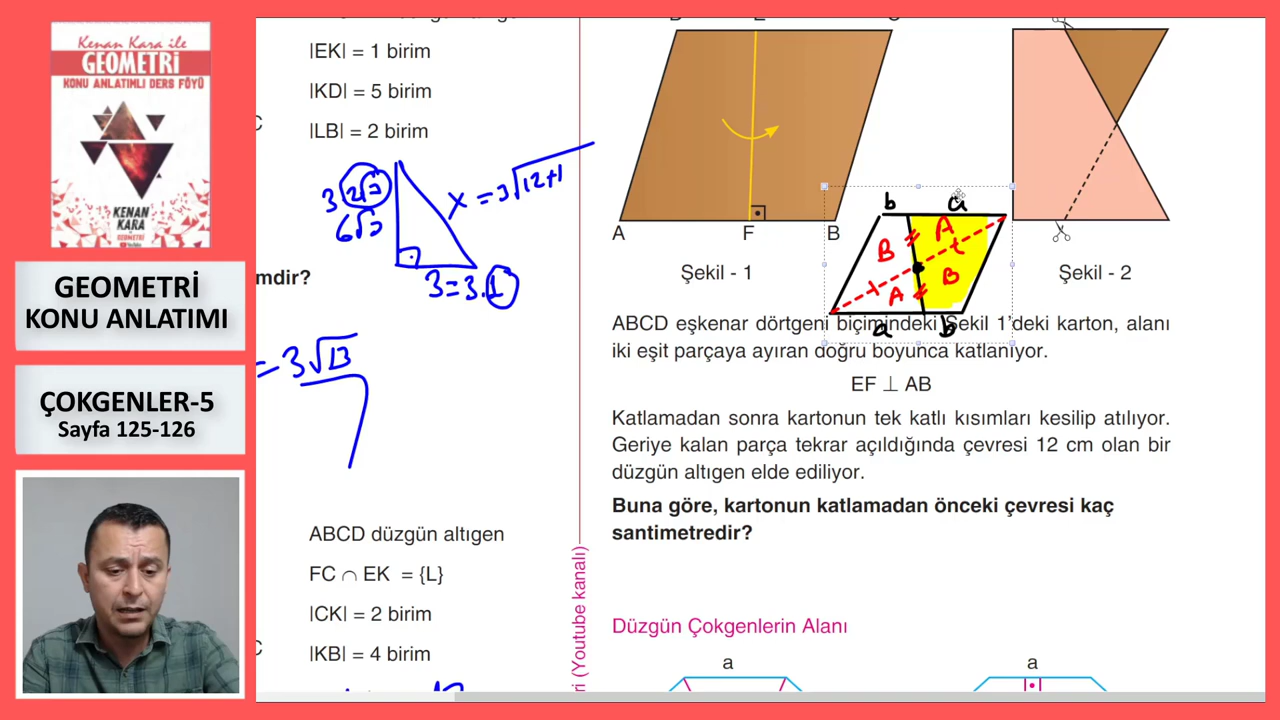 Kenan Kara ile
GEOMETRİ
KONU ANLATIMLI DERS FÖYÜ
KENAN
KARA
GEOMETRİ KONU ANLATIMI
ÇOKGENLER-5
Sayfa 125-126
|EK| = 1 birim
|KD| = 5 birim
|LB| = 2 birim
x = 3√12+1
6√3
3 = 3.1
mdir?
= 3√13
ABCD düzgün altıgen
FC ∩ EK = {L}
|CK| = 2 birim
|KB| = 4 birim
ri (Youtube kanalı)
A F B
Şekil - 1
Şekil - 2
b a
B A
A B
a b
ABCD eşkenar dörtgeni biçimindeki Şekil 1'deki karton, alanı
iki eşit parçaya ayıran doğru boyunca katlanıyor.
EF ⊥ AB
Katlamadan sonra kartonun tek katlı kısımları kesilip atılıyor.
Geriye kalan parça tekrar açıldığında çevresi 12 cm olan bir
düzgün altıgen elde ediliyor.
Buna göre, kartonun katlamadan önceki çevresi kaç
santimetredir?
Düzgün Çokgenlerin Alanı
a a